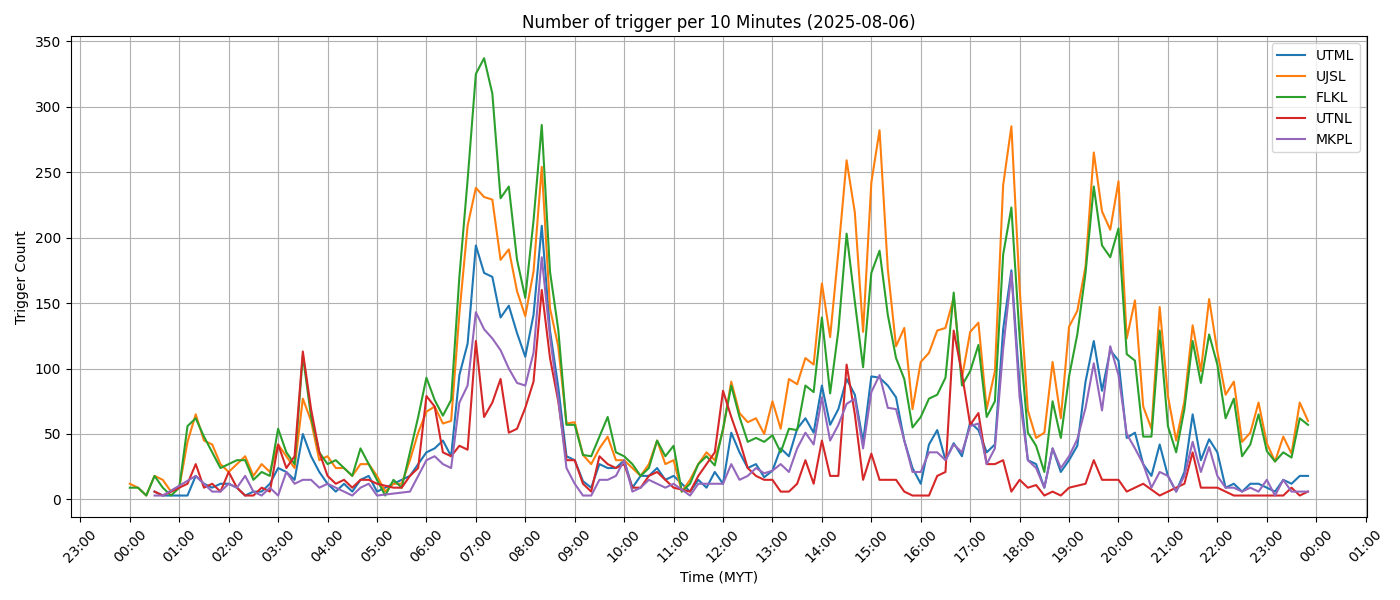 Number of trigger per 10 Minutes (2025-08-06)
Trigger Count
350
300
250
200
150
100
50
0
UTML
UJSL
FLKL
UTNL
MKPL
23:00 00:00 01:00 02:00 03:00 04:00 05:00 06:00 07:00 08:00 09:00 10:00 11:00 12:00 13:00 14:00 15:00 16:00 17:00 18:00 19:00 20:00 21:00 22:00 23:00 00:00 01:00
Time (MYT)